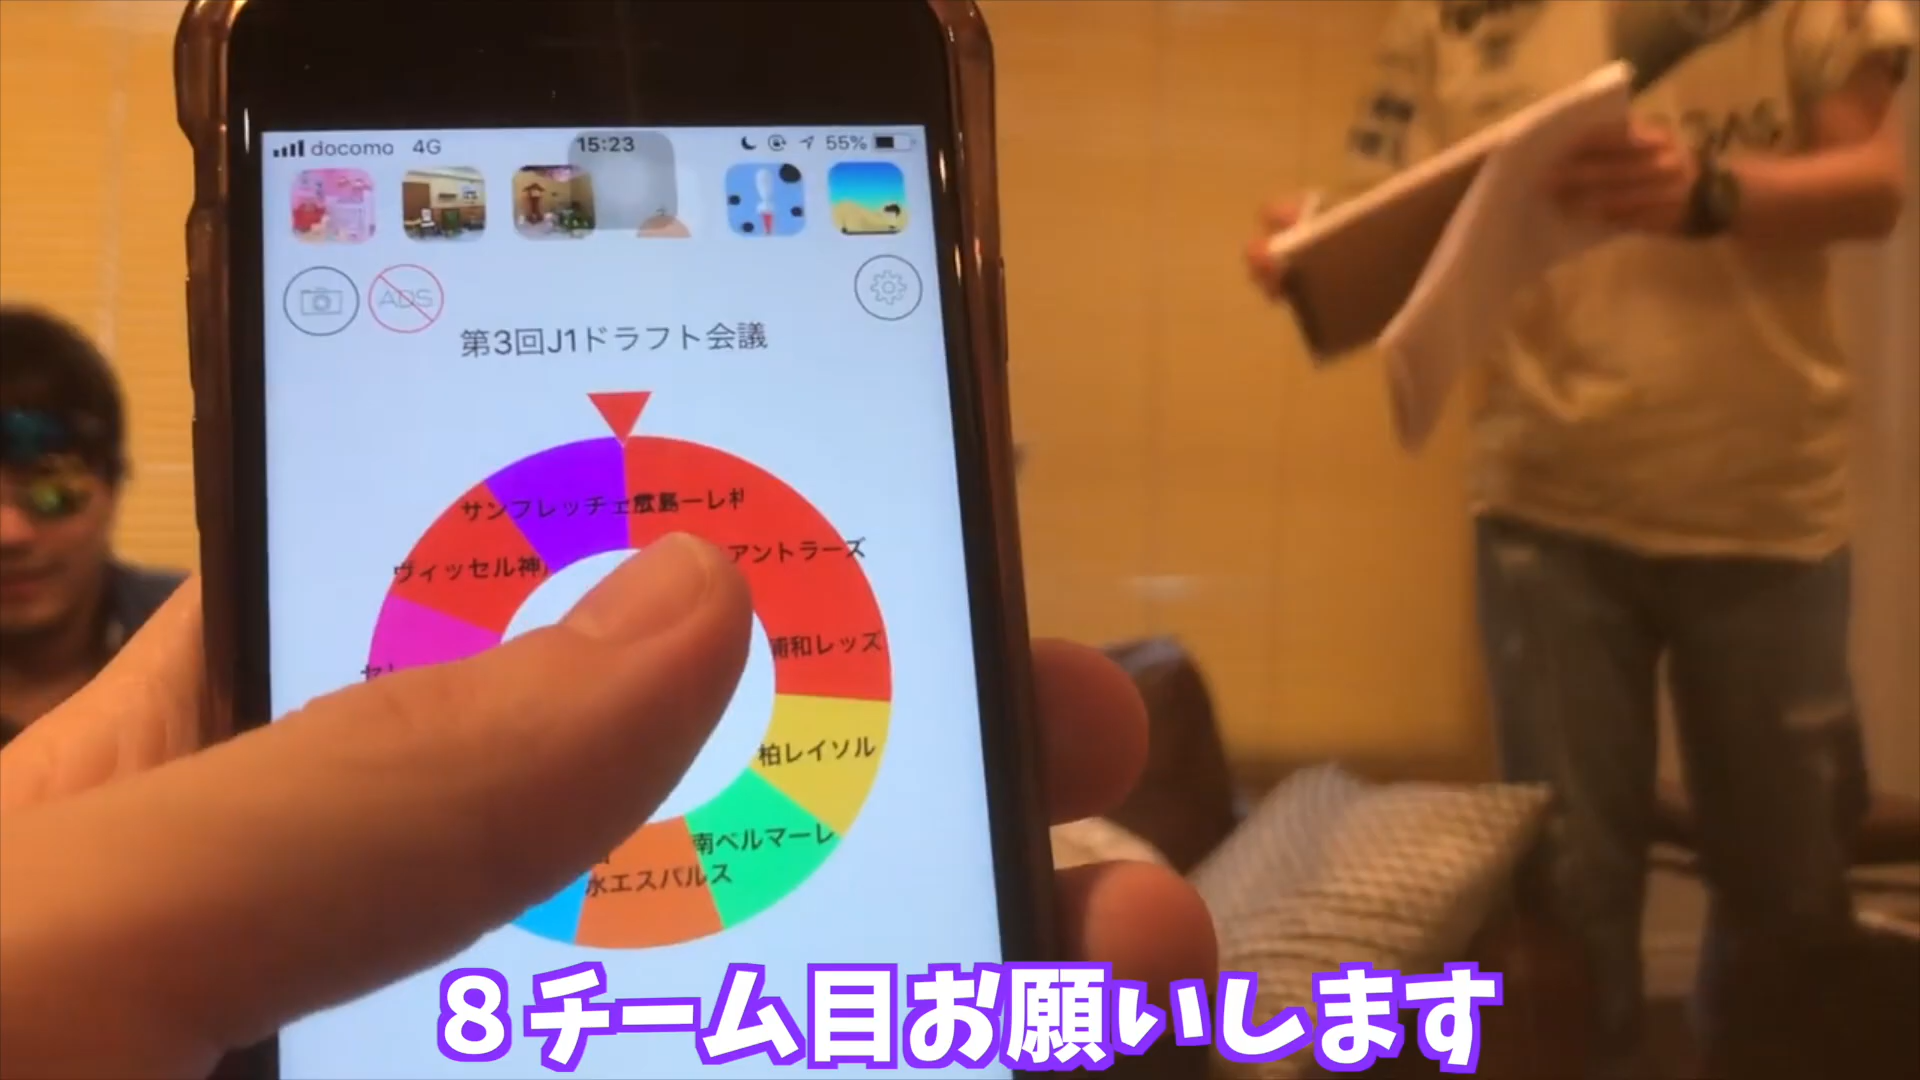 docomo 4G 15:23 55%
ADS
第3回J1ドラフト会議
サンフレッチェ広島
ーレ札
アントラーズ
ヴィッセル神
浦和レッズ
セレ
柏レイソル
南ベルマーレ
水エスパルス
8チーム目お願いします